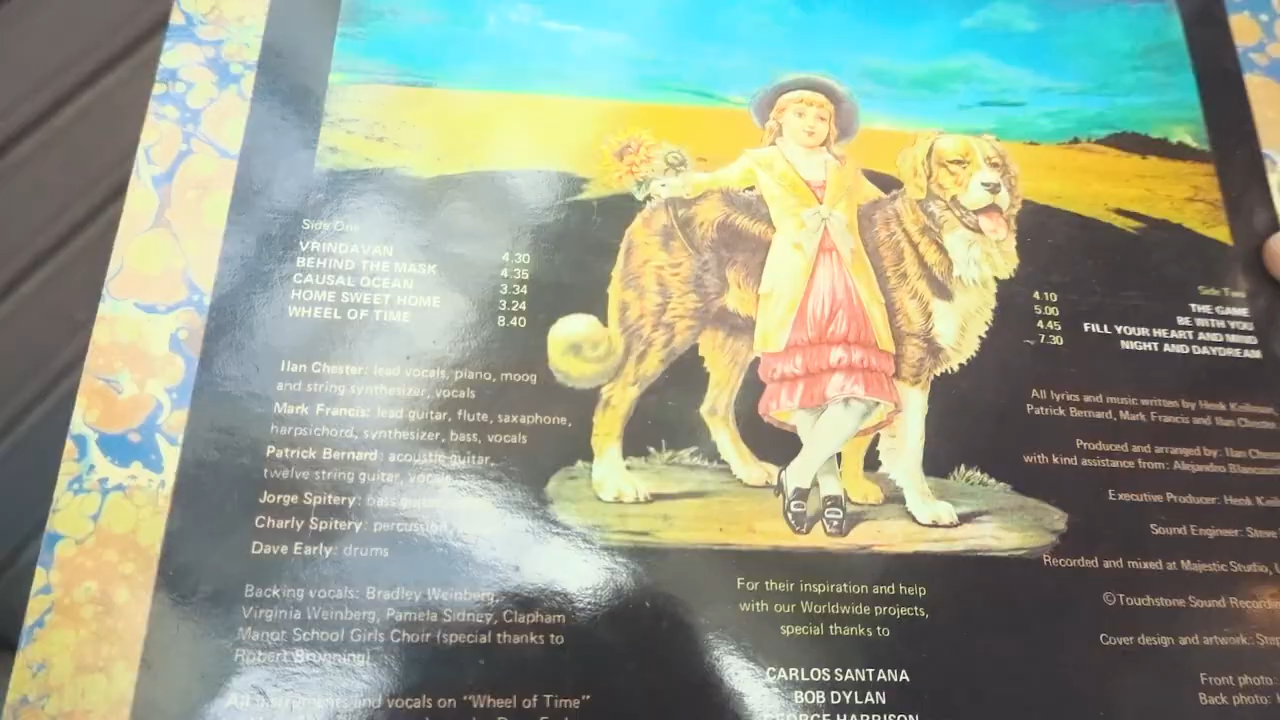 Side One
VRINDAVAN 4.30
BEHIND THE MASK 4.35
CAUSAL OCEAN 3.34
HOME SWEET HOME 3.24
WHEEL OF TIME 8.40
Ilan Chester: lead vocals, piano, moog
and string synthesizer, vocals
Mark Francis: lead guitar, flute, saxaphone,
harpsichord, synthesizer, bass, vocals
Patrick Bernard: acoustic guitar,
twelve string guitar, vocals
Jorge Spitery: bass guitar
Charly Spitery: percussion
Dave Early: drums
Backing vocals: Bradley Weinberg,
Virginia Weinberg, Pamela Sidney, Clapham
Manor School Girls Choir (special thanks to
Robert Brunning)
All instruments and vocals on "Wheel of Time"
For their inspiration and help
with our Worldwide projects,
special thanks to
CARLOS SANTANA
BOB DYLAN
GEORGE HARRISON
Side Two
4.10 THE GAME
5.00 BE WITH YOU
4.45 FILL YOUR HEART AND MIND
7.30 NIGHT AND DAYDREAM
All lyrics and music written by Henk
Patrick Bernard, Mark Francis and Ilan Chester
Produced and arranged by: Ilan
with kind assistance from: Alejandro
Executive Producer: Henk
Sound Engineer: Steve
Recorded and mixed at Majestic Studio,
©Touchstone Sound
Cover design and artwork:
Front photo:
Back photo: